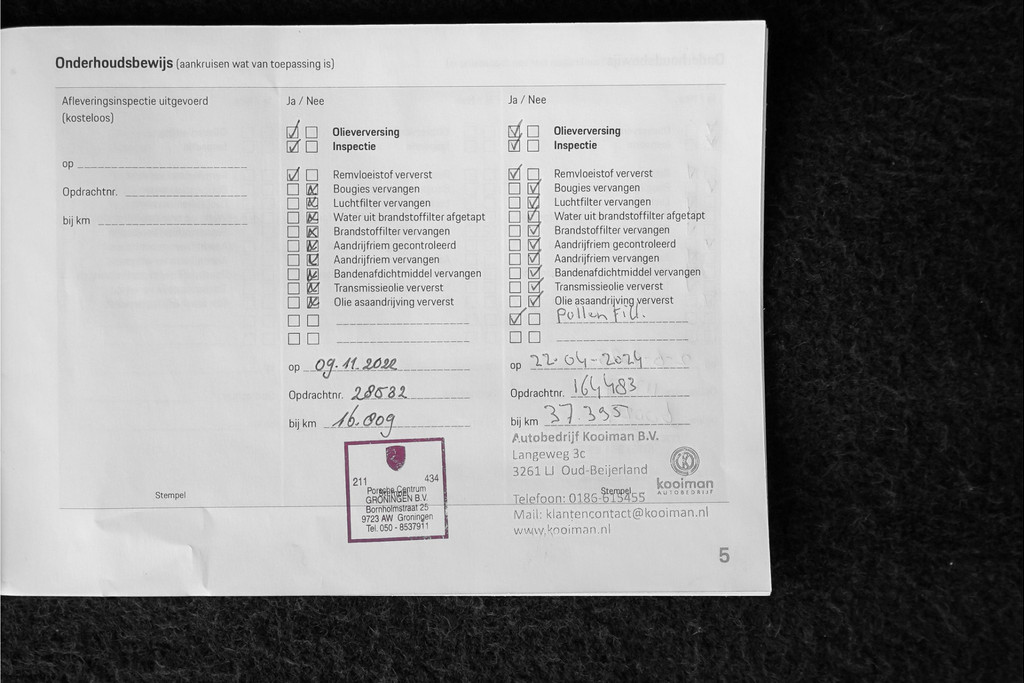 Onderhoudsbewijs (aankruisen wat van toepassing is)
Afleveringsinspectie uitgevoerd
(kosteloos)
op
Opdrachtnr.
bij km
Stempel
Ja / Nee
Olieverversing
Inspectie
Remvloeistof ververst
Bougies vervangen
Luchtfilter vervangen
Water uit brandstoffilter afgetapt
Brandstoffilter vervangen
Aandrijfriem gecontroleerd
Aandrijfriem vervangen
Bandenafdichtmiddel vervangen
Transmissieolie ververst
Olie asaandrijving ververst
op 09.11.2022
Opdrachtnr. 28532
bij km 16.809
211 434
Porsche Centrum
GRONINGEN B.V.
Bornholmstraat 25
9723 AW Groningen
Tel. 050 - 8537911
Ja / Nee
Olieverversing
Inspectie
Remvloeistof ververst
Bougies vervangen
Luchtfilter vervangen
Water uit brandstoffilter afgetapt
Brandstoffilter vervangen
Aandrijfriem gecontroleerd
Aandrijfriem vervangen
Bandenafdichtmiddel vervangen
Transmissieolie ververst
Olie asaandrijving ververst
Pollen Fill.
op 22-04-2024
Opdrachtnr. 164483
bij km 37.395
Autobedrijf Kooiman B.V.
Langeweg 3c
3261 LJ Oud-Beijerland
kooiman
AUTOBEDRIJF
Stempel
Telefoon: 0186-615455
Mail: klantencontact@kooiman.nl
www.kooiman.nl
5